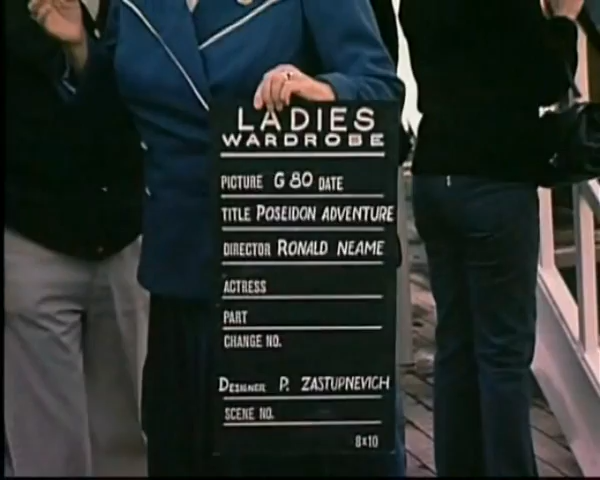 LADIES
WARDROBE
PICTURE G 80 DATE
TITLE POSEIDON ADVENTURE
DIRECTOR RONALD NEAME
ACTRESS
PART
CHANGE NO.
DESIGNER P. ZASTUPNEVICH
SCENE NO.
8x10